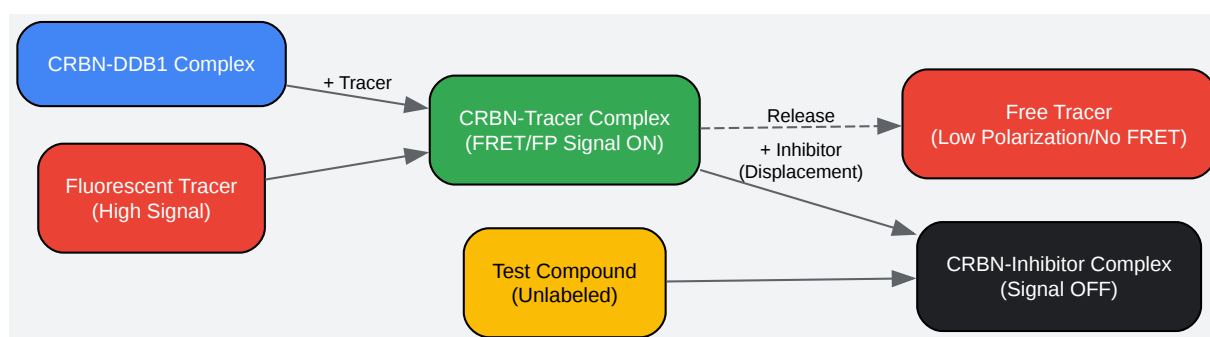 CRBN-DDB1 Complex
+ Tracer
Fluorescent Tracer
(High Signal)
CRBN-Tracer Complex
(FRET/FP Signal ON)
Release
+ Inhibitor
(Displacement)
Free Tracer
(Low Polarization/No FRET)
Test Compound
(Unlabeled)
CRBN-Inhibitor Complex
(Signal OFF)